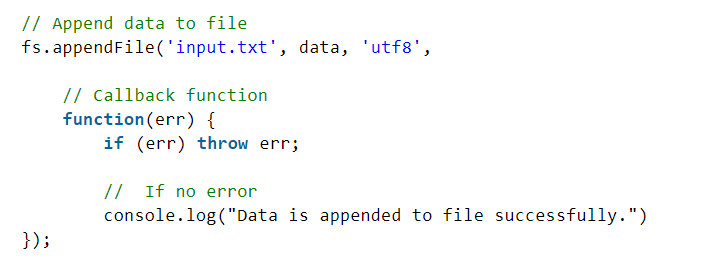 // Append data to file
fs.appendFile('input.txt', data, 'utf8',
    // Callback function
    function(err) {
        if (err) throw err;
        //  If no error
        console.log("Data is appended to file successfully.")
});